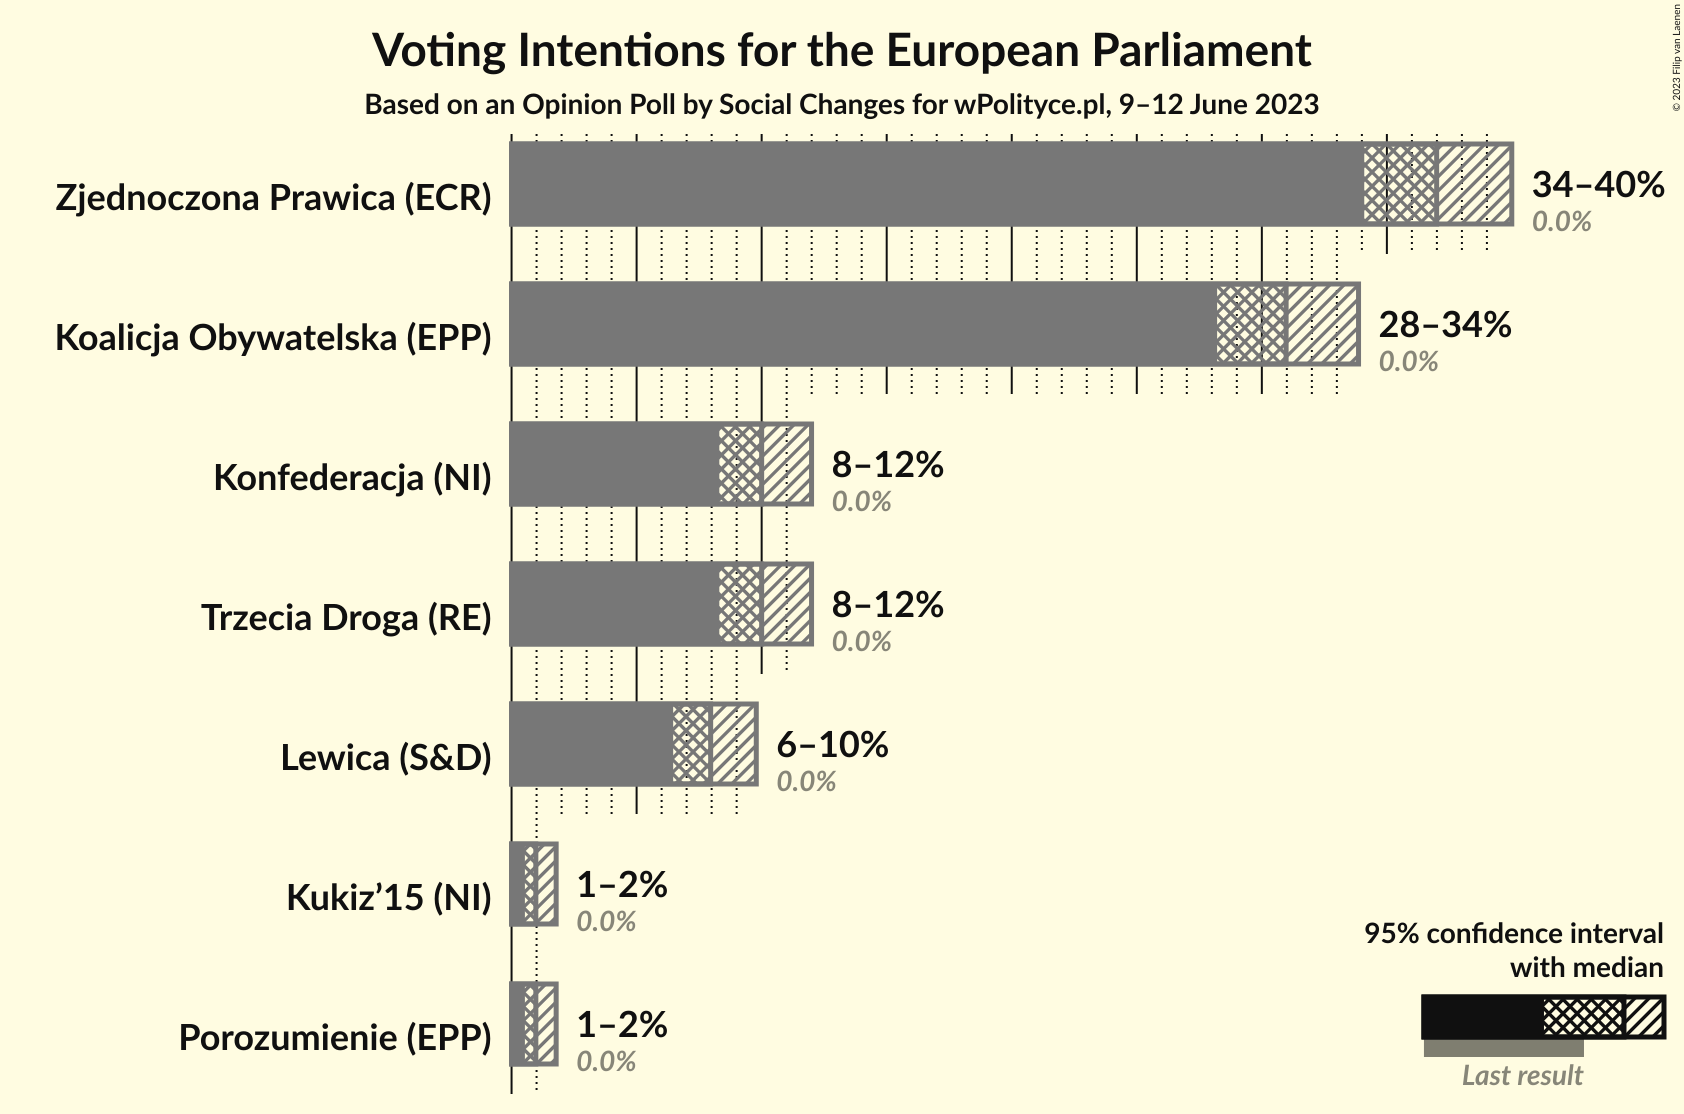 Voting Intentions for the European Parliament
Based on an Opinion Poll by Social Changes for wPolityce.pl, 9–12 June 2023
© 2023 Filip van Laenen
Zjednoczona Prawica (ECR)
34–40%
0.0%
Koalicja Obywatelska (EPP)
28–34%
0.0%
Konfederacja (NI)
8–12%
0.0%
Trzecia Droga (RE)
8–12%
0.0%
Lewica (S&D)
6–10%
0.0%
Kukiz’15 (NI)
1–2%
0.0%
Porozumienie (EPP)
1–2%
0.0%
95% confidence interval
with median
Last result